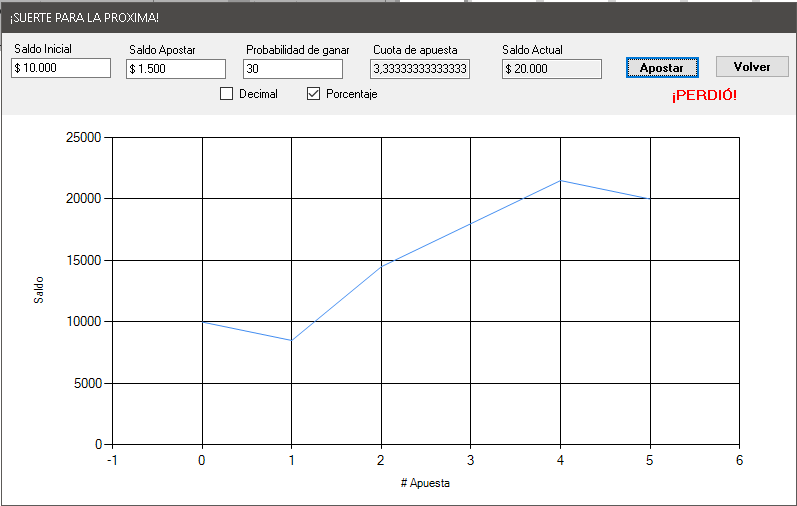 ¡SUERTE PARA LA PROXIMA!
Saldo Inicial
Saldo Apostar
Probabilidad de ganar
Cuota de apuesta
Saldo Actual
$ 10.000
$ 1.500
30
3,33333333333333
$ 20.000
Apostar
Volver
Decimal
Porcentaje
¡PERDIÓ!
25000
20000
15000
10000
5000
0
Saldo
-1
0
1
2
3
4
5
6
# Apuesta